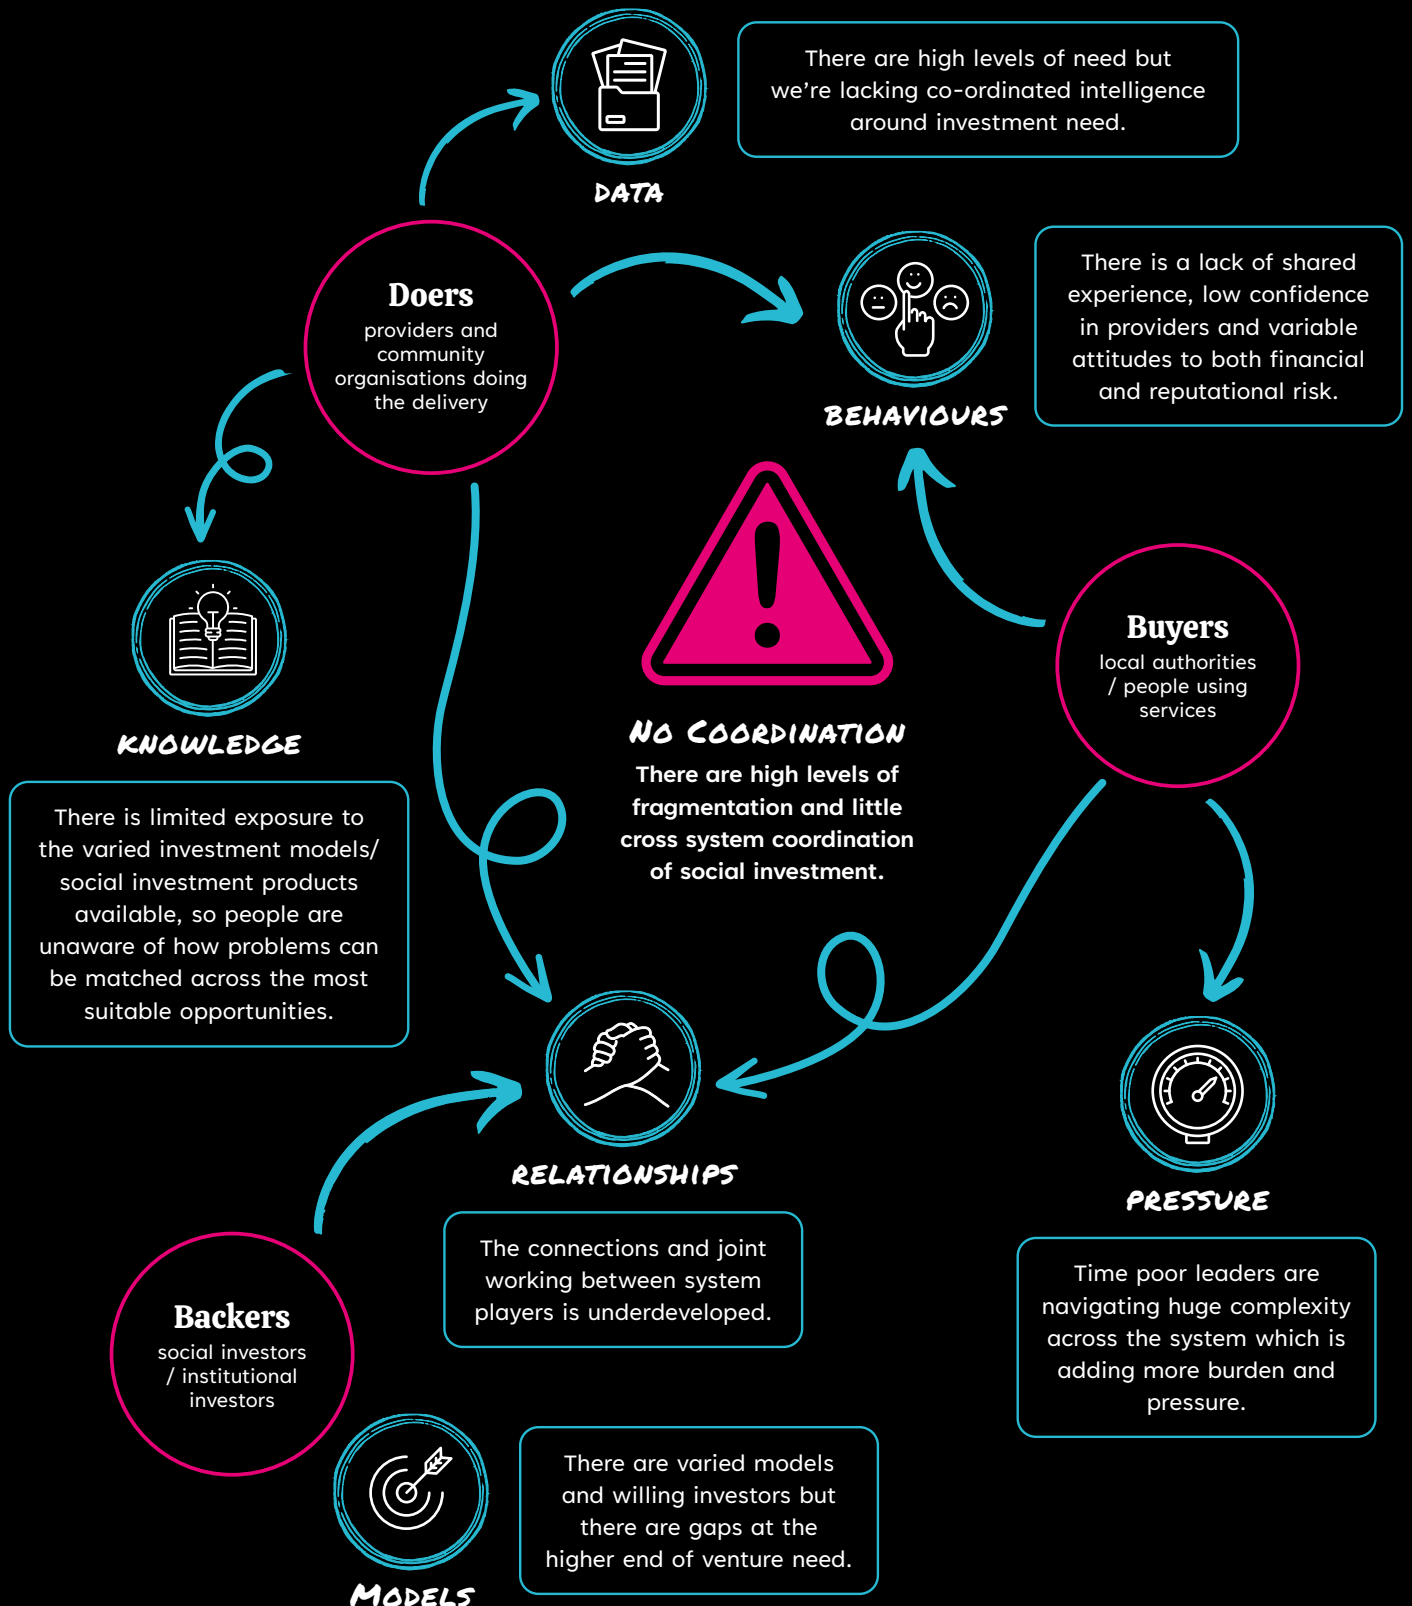 There are high levels of need but
we're lacking co-ordinated intelligence
around investment need.
DATA
Doers
providers and
community
organisations doing
the delivery
There is a lack of shared
experience, low confidence
in providers and variable
attitudes to both financial
and reputational risk.
BEHAVIOURS
Buyers
local authorities
/ people using
services
KNOWLEDGE
There is limited exposure to
the varied investment models/
social investment products
available, so people are
unaware of how problems can
be matched across the most
suitable opportunities.
NO COORDINATION
There are high levels of
fragmentation and little
cross system coordination
of social investment.
RELATIONSHIPS
The connections and joint
working between system
players is underdeveloped.
PRESSURE
Time poor leaders are
navigating huge complexity
across the system which is
adding more burden and
pressure.
Backers
social investors
/ institutional
investors
MODELS
There are varied models
and willing investors but
there are gaps at the
higher end of venture need.